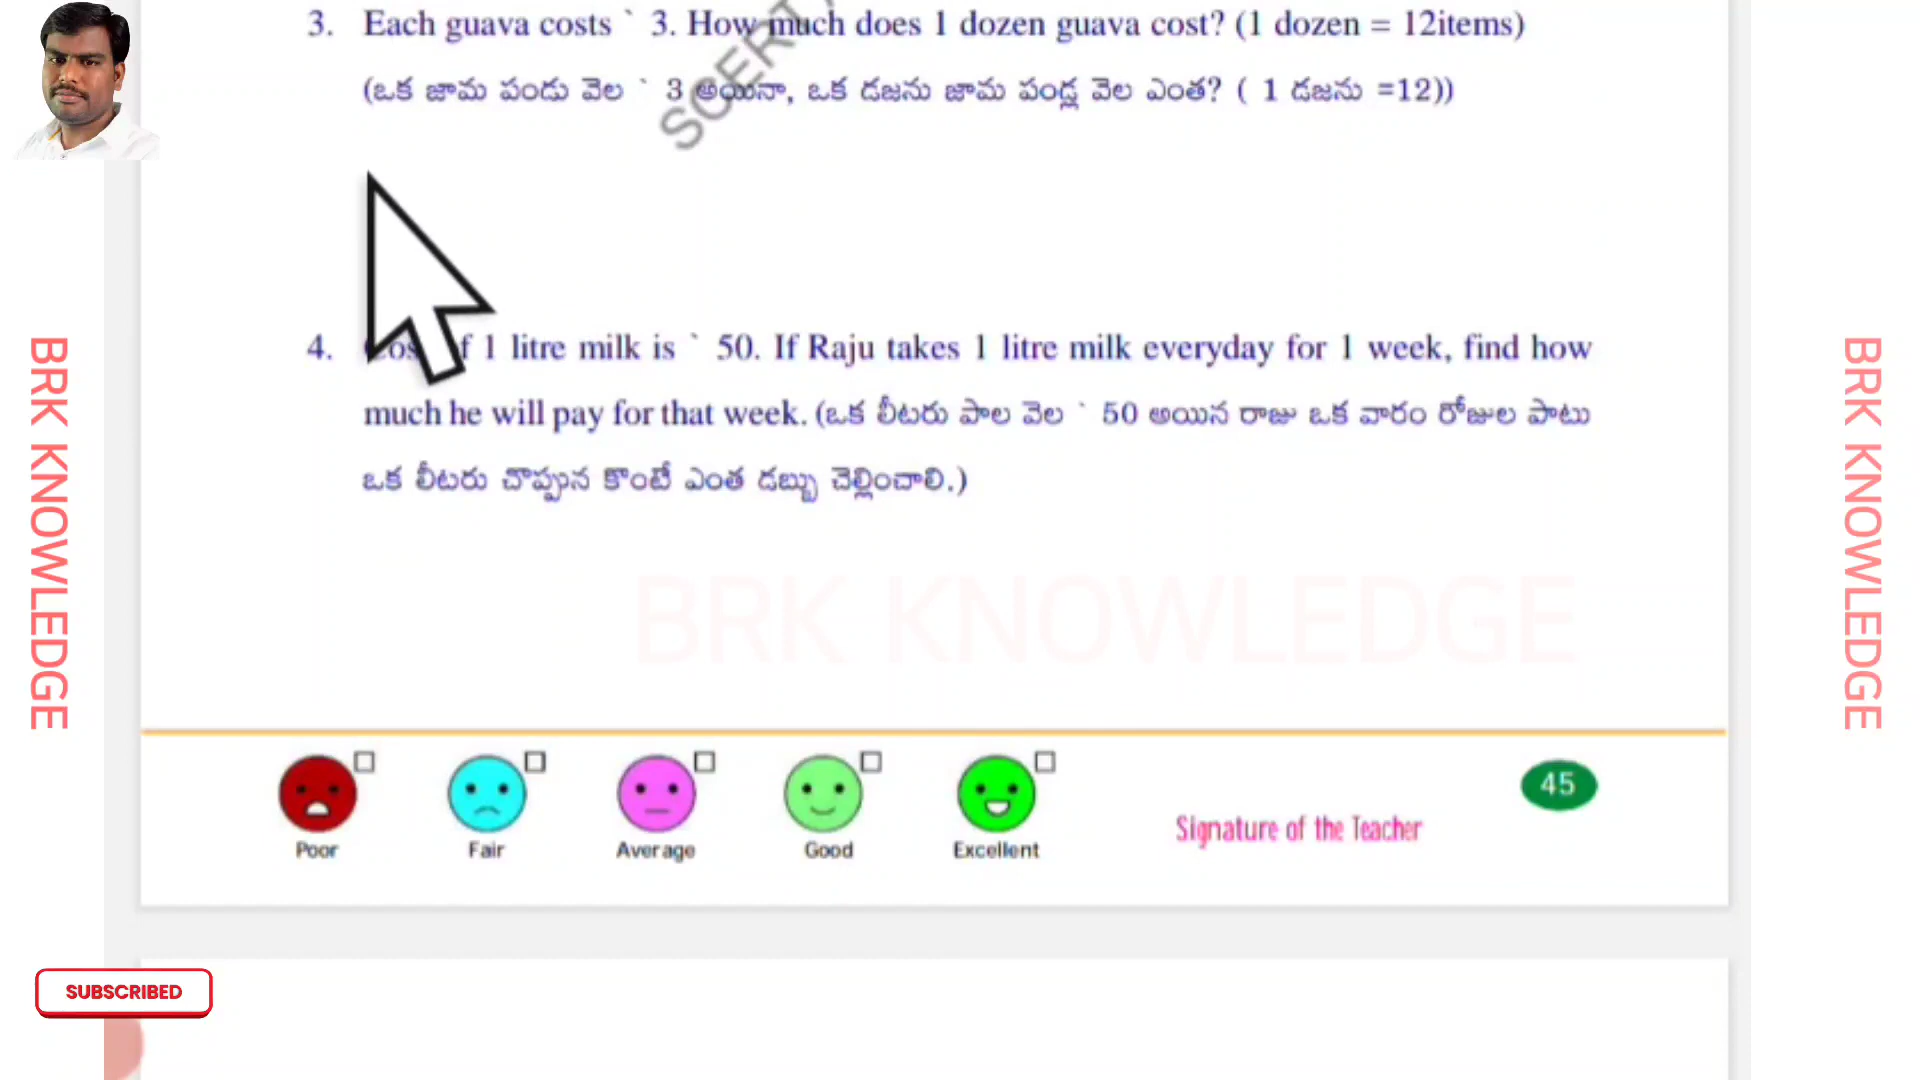 3. Each guava costs ` 3. How much does 1 dozen guava cost? (1 dozen = 12items)
(ఒక జామ పండు వెల ` 3 అయినా, ఒక డజను జామ పండ్ల వెల ఎంత? ( 1 డజను =12))
SCERT
4. Cos f 1 litre milk is ` 50. If Raju takes 1 litre milk everyday for 1 week, find how
much he will pay for that week. (ఒక లీటరు పాల వెల ` 50 అయిన రాజు ఒక వారం రోజుల పాటు
ఒక లీటరు చొప్పున కొంటే ఎంత డబ్బు చెల్లించాలి.)
BRK KNOWLEDGE
BRK KNOWLEDGE
BRK KNOWLEDGE
Poor Fair Average Good Excellent
Signature of the Teacher
45
SUBSCRIBED